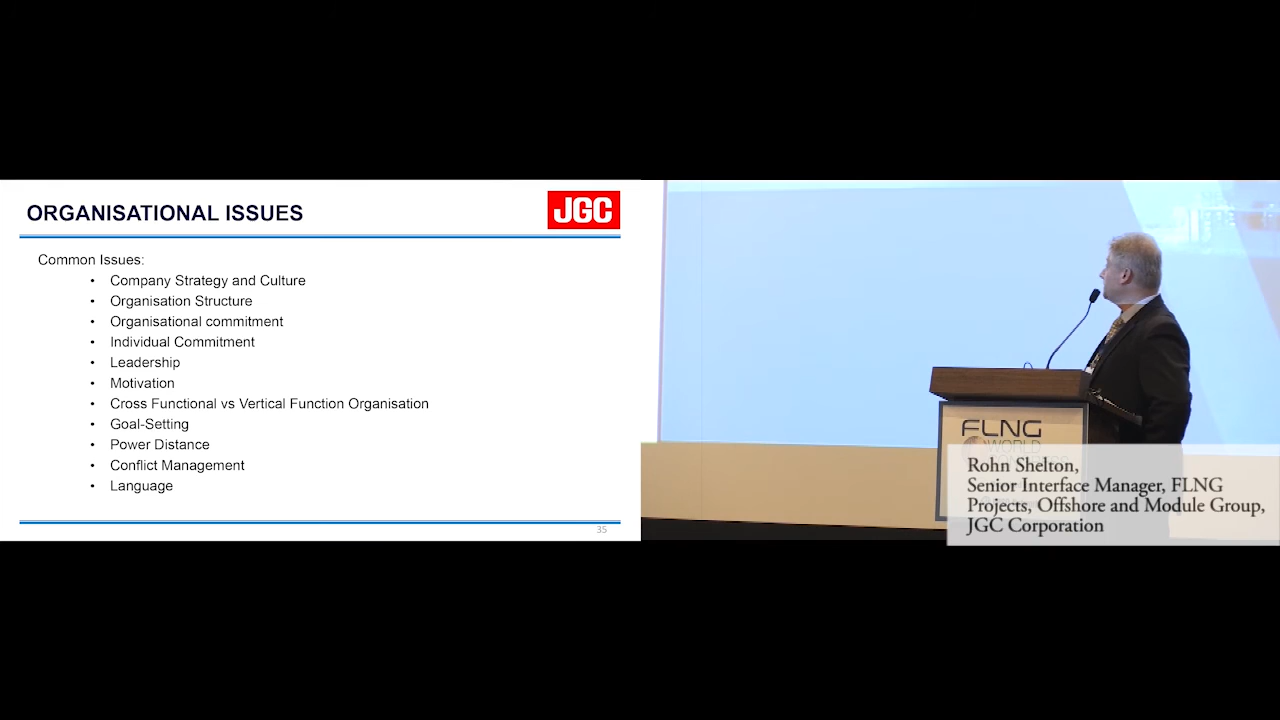 ORGANISATIONAL ISSUES
JGC
Common Issues:
• Company Strategy and Culture
• Organisation Structure
• Organisational commitment
• Individual Commitment
• Leadership
• Motivation
• Cross Functional vs Vertical Function Organisation
• Goal-Setting
• Power Distance
• Conflict Management
• Language
35
FLNG
WORLD
Rohn Shelton,
Senior Interface Manager, FLNG
Projects, Offshore and Module Group,
JGC Corporation